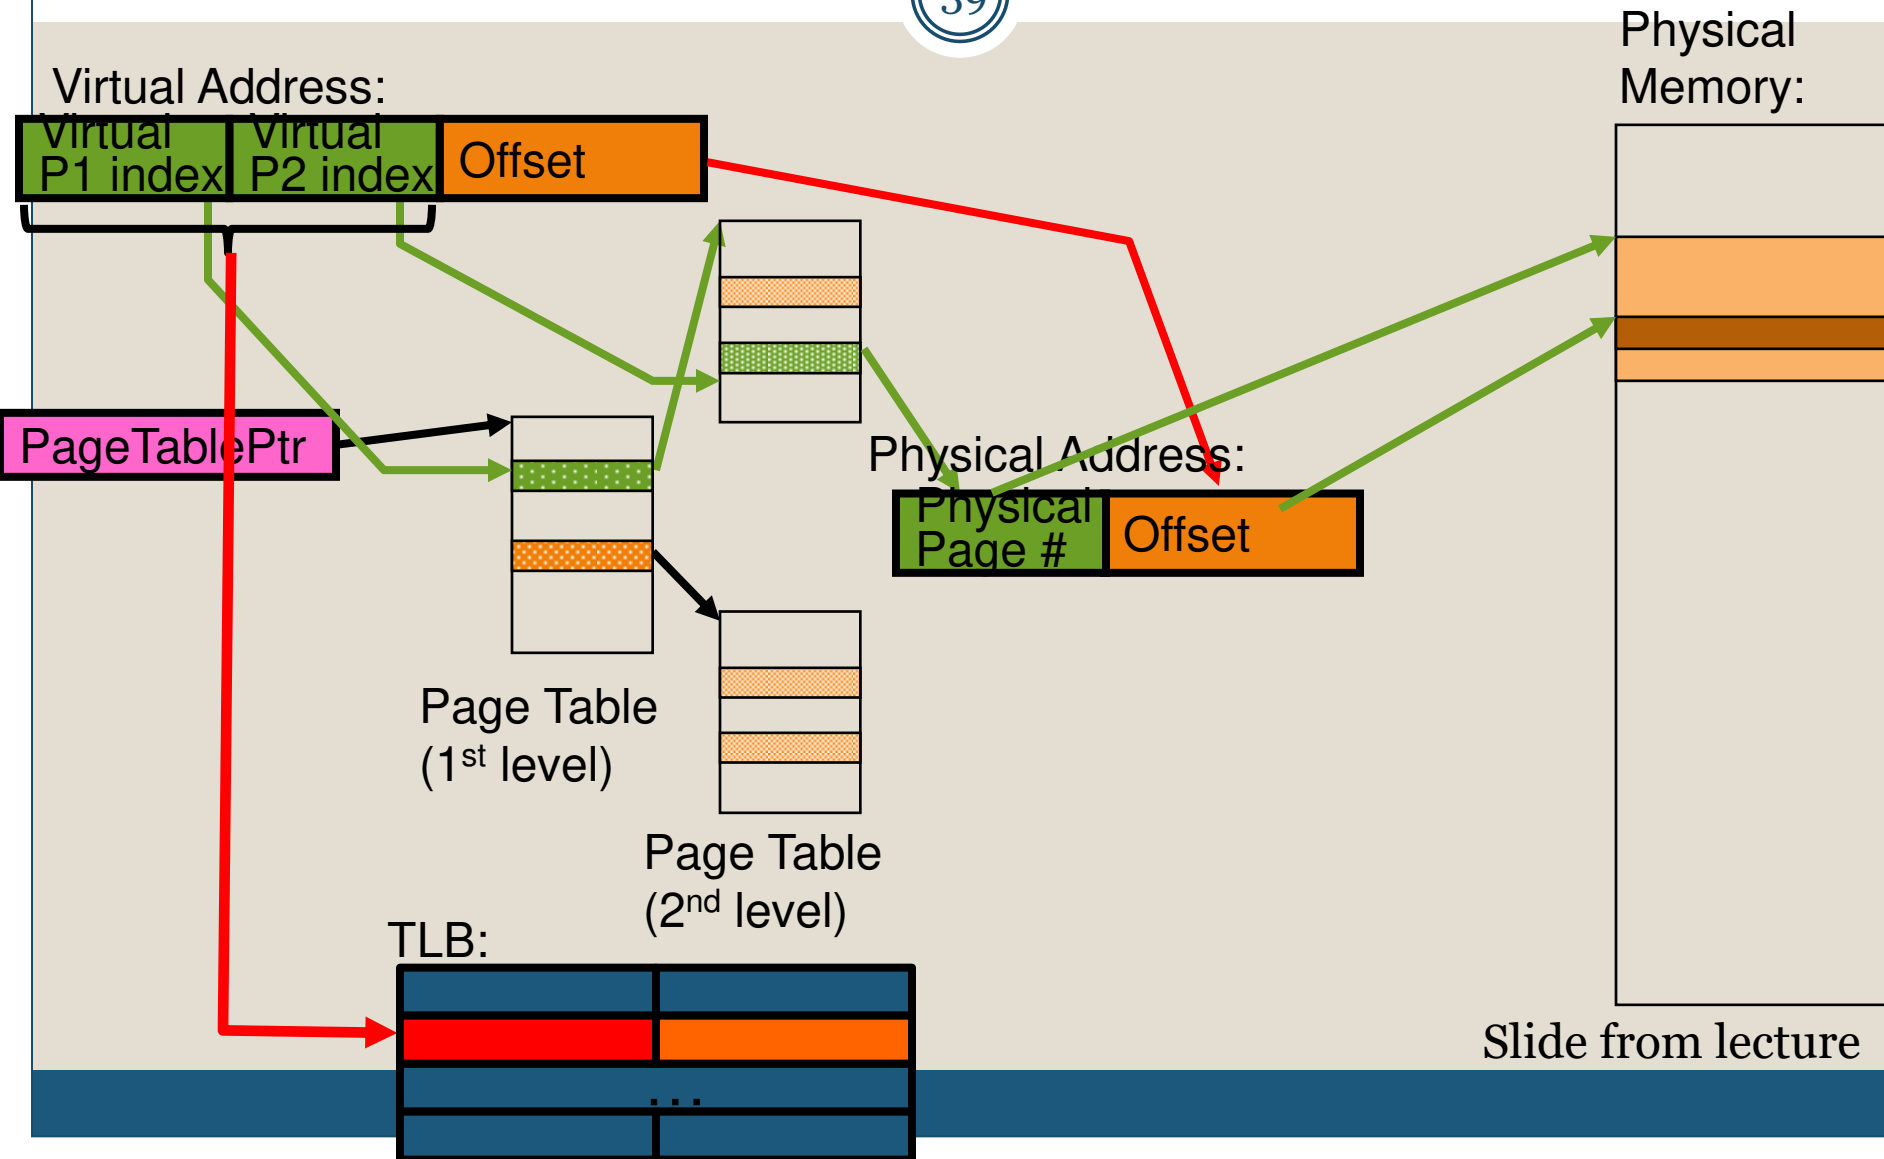 39
Physical
Memory:
Virtual Address:
Virtual
P1 index
Virtual
P2 index
Offset
PageTablePtr
Physical Address:
Physical
Page #
Offset
Page Table
(1st level)
Page Table
(2nd level)
TLB:
...
Slide from lecture